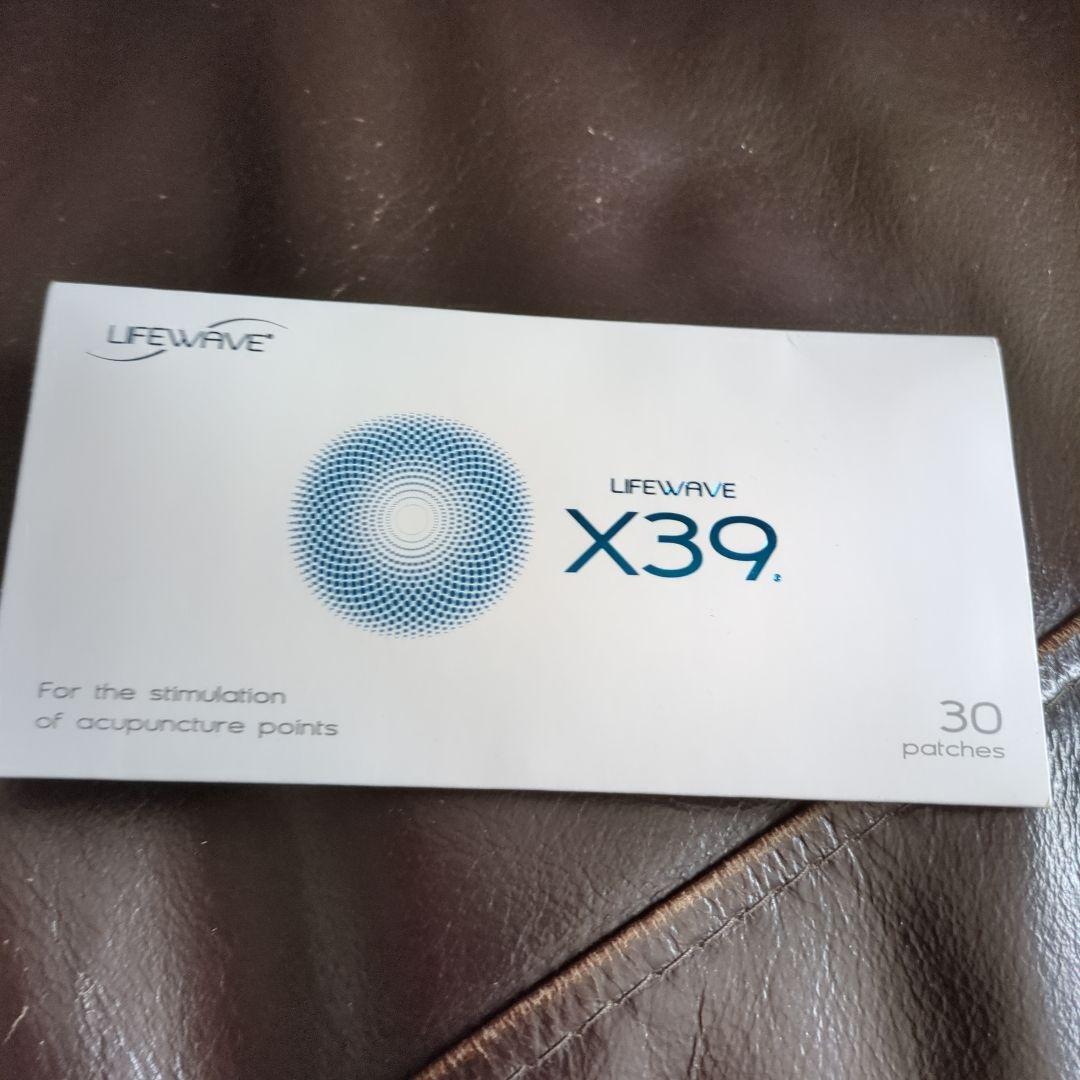 LIFEWAVE®
LIFEWAVE
X39
For the stimulation
of acupuncture points
30
patches